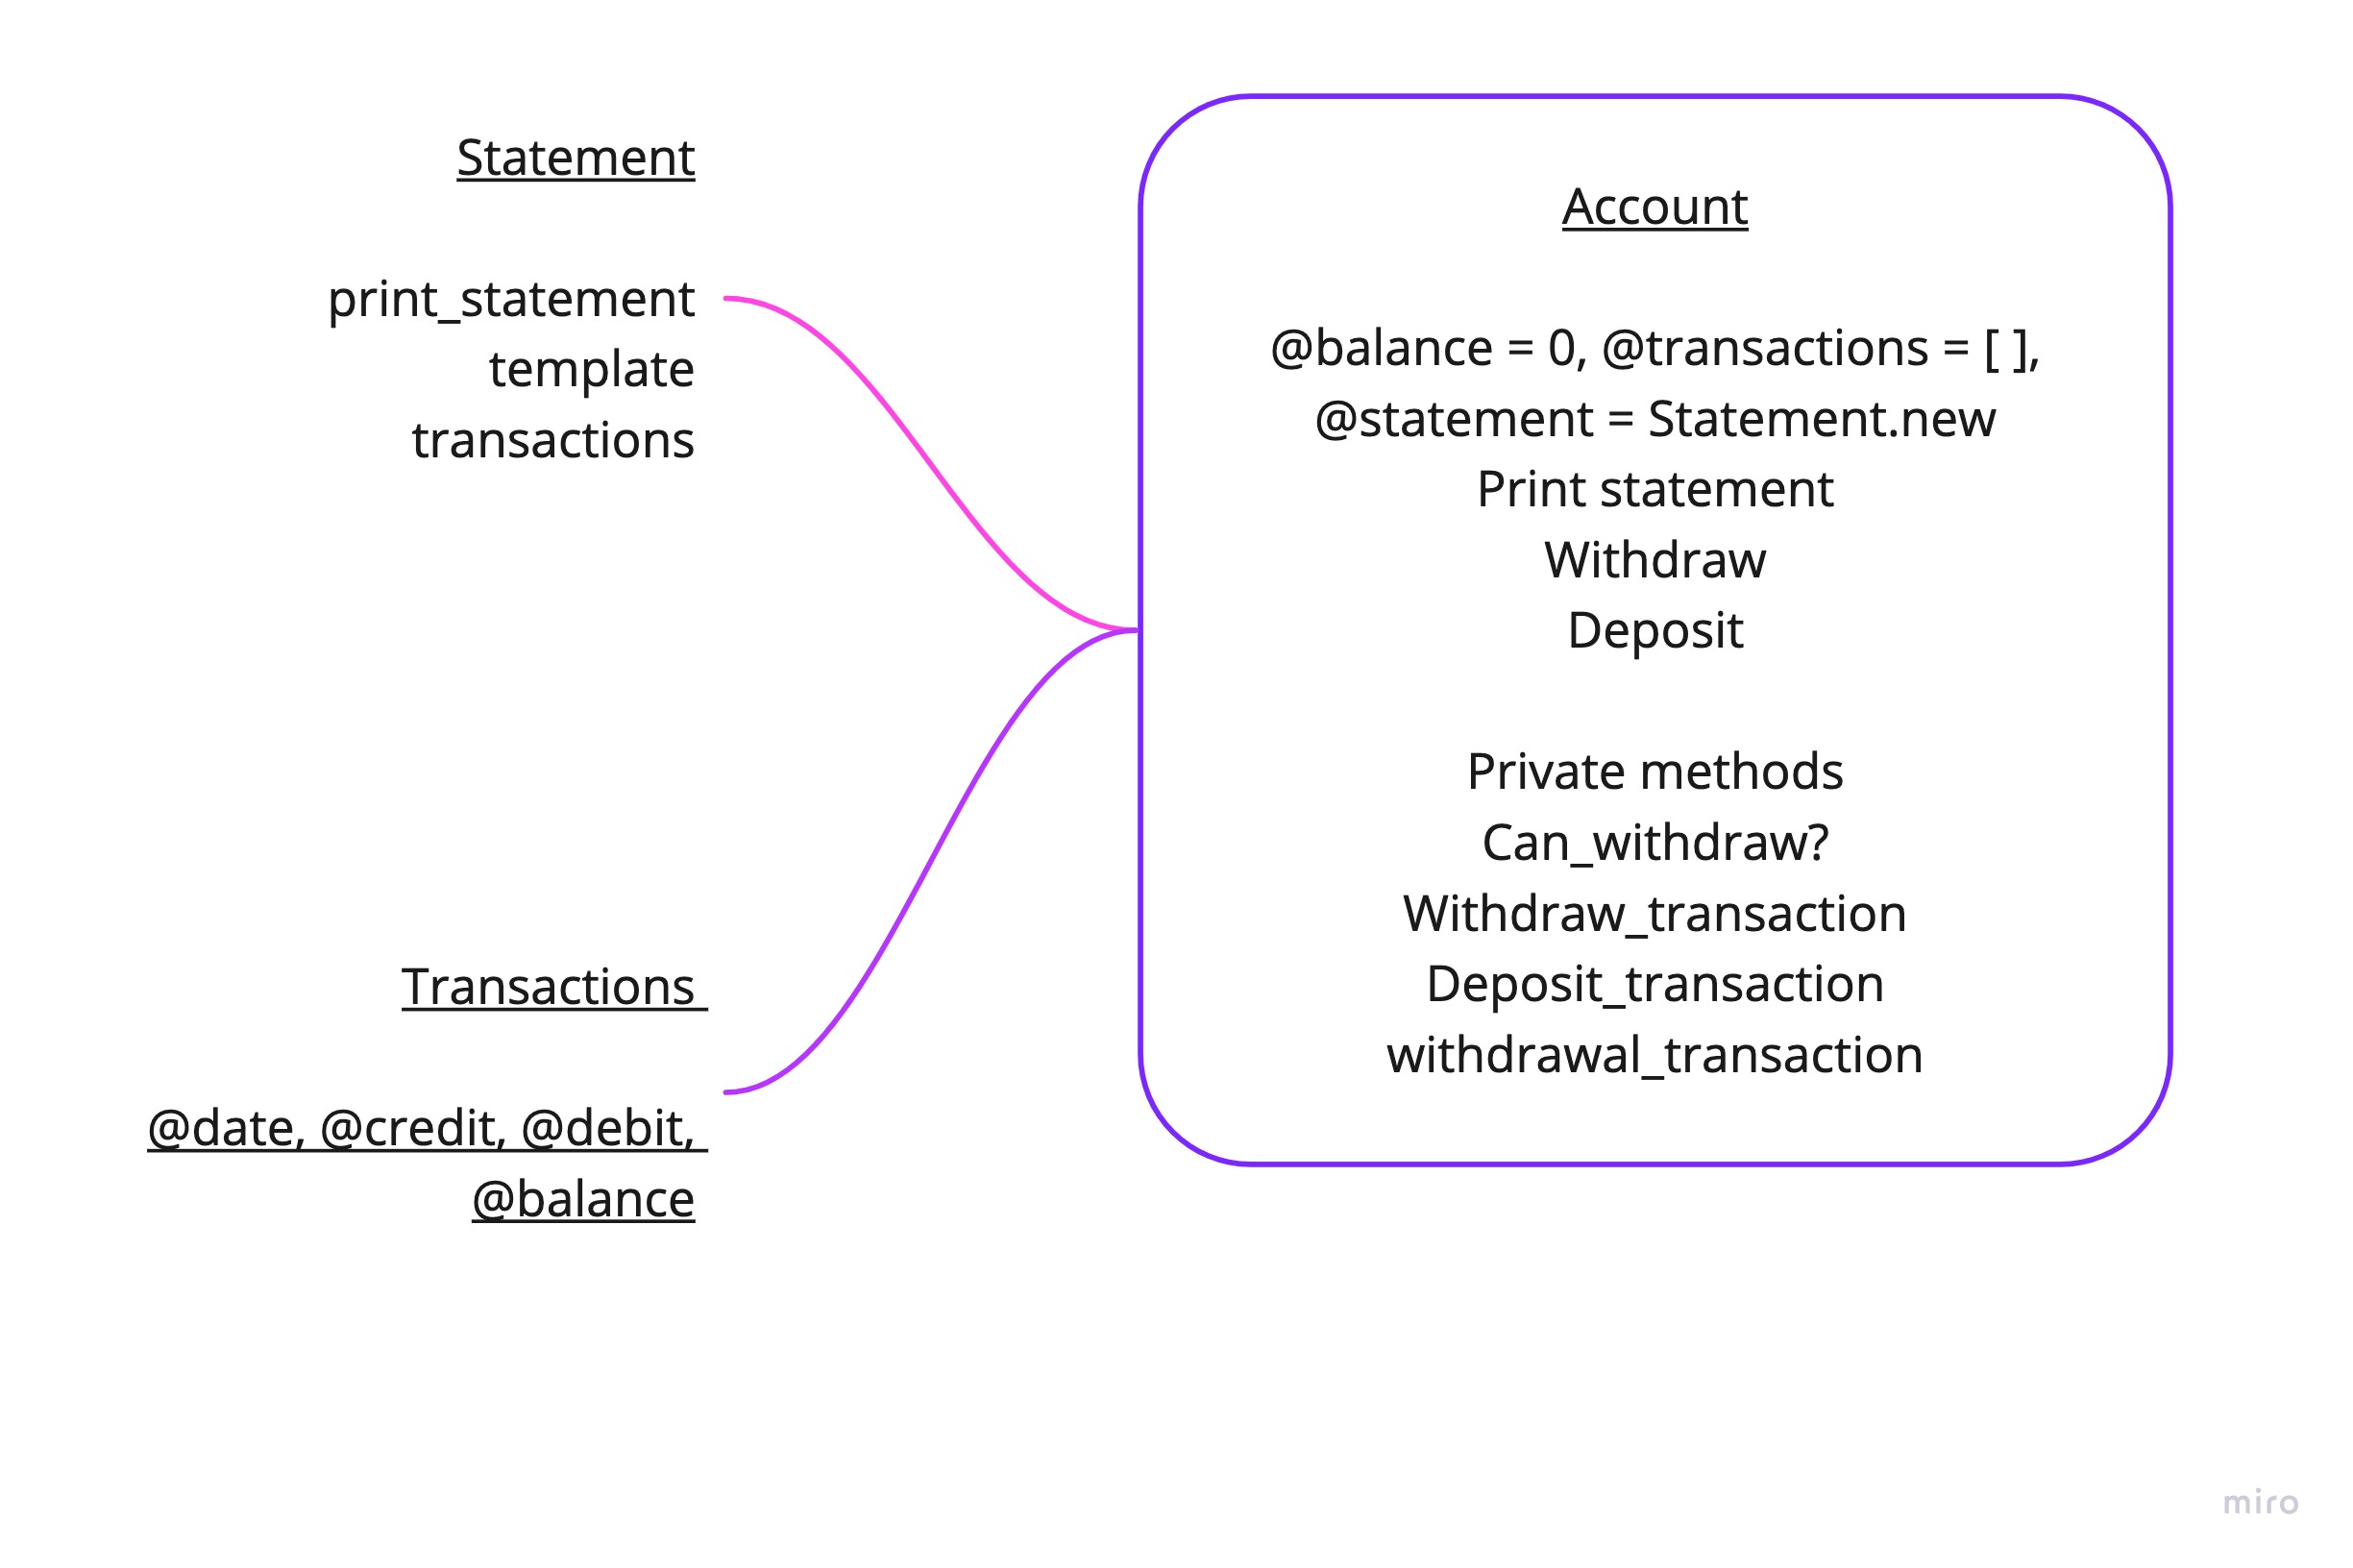 Statement
print_statement
template
transactions
Account
@balance = 0, @transactions = [ ],
@statement = Statement.new
Print statement
Withdraw
Deposit
Private methods
Can_withdraw?
Withdraw_transaction
Deposit_transaction
withdrawal_transaction
Transactions
@date, @credit, @debit,
@balance
miro